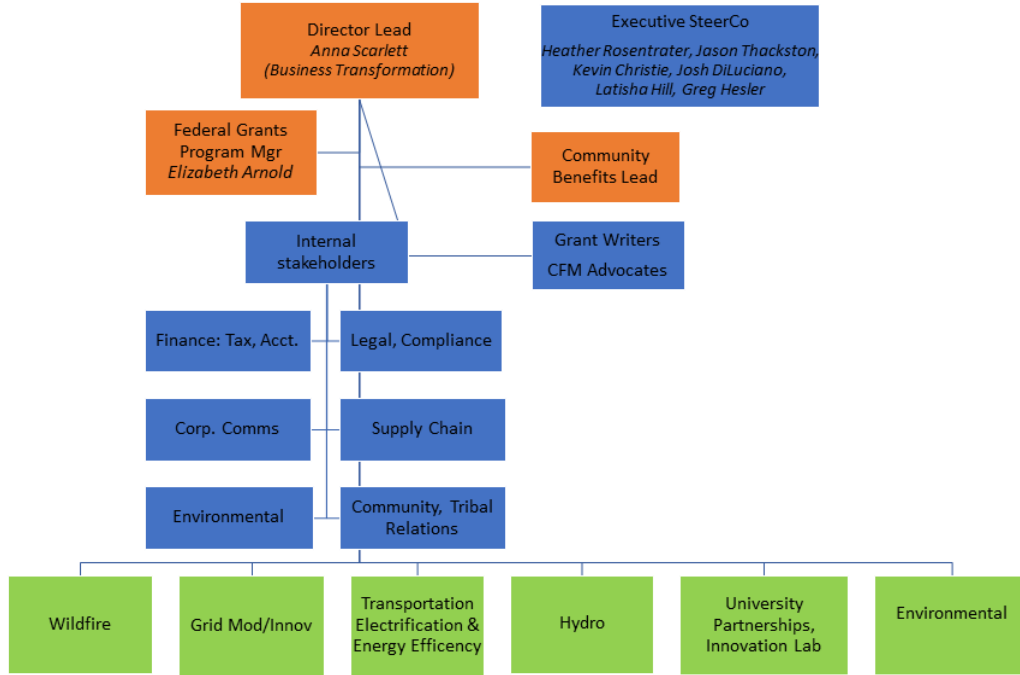 Director Lead
Anna Scarlett
(Business Transformation)
Executive SteerCo
Heather Rosentrater, Jason Thackston,
Kevin Christie, Josh DiLuciano,
Latisha Hill, Greg Hesler
Federal Grants
Program Mgr
Elizabeth Arnold
Community
Benefits Lead
Internal
stakeholders
Grant Writers
CFM Advocates
Finance: Tax, Acct.
Legal, Compliance
Corp. Comms
Supply Chain
Environmental
Community, Tribal
Relations
Wildfire
Grid Mod/Innov
Transportation
Electrification &
Energy Efficency
Hydro
University
Partnerships,
Innovation Lab
Environmental